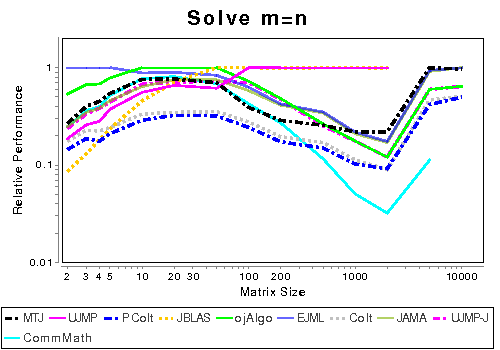 Solve m=n
Relative Performance
1
0.1
0.01
2 3 4 5 10 20 30 100 200 1000 10000
Matrix Size
MTJ UJMP PColt JBLAS ojAlgo EJML Colt JAMA UJMP-J
CommMath